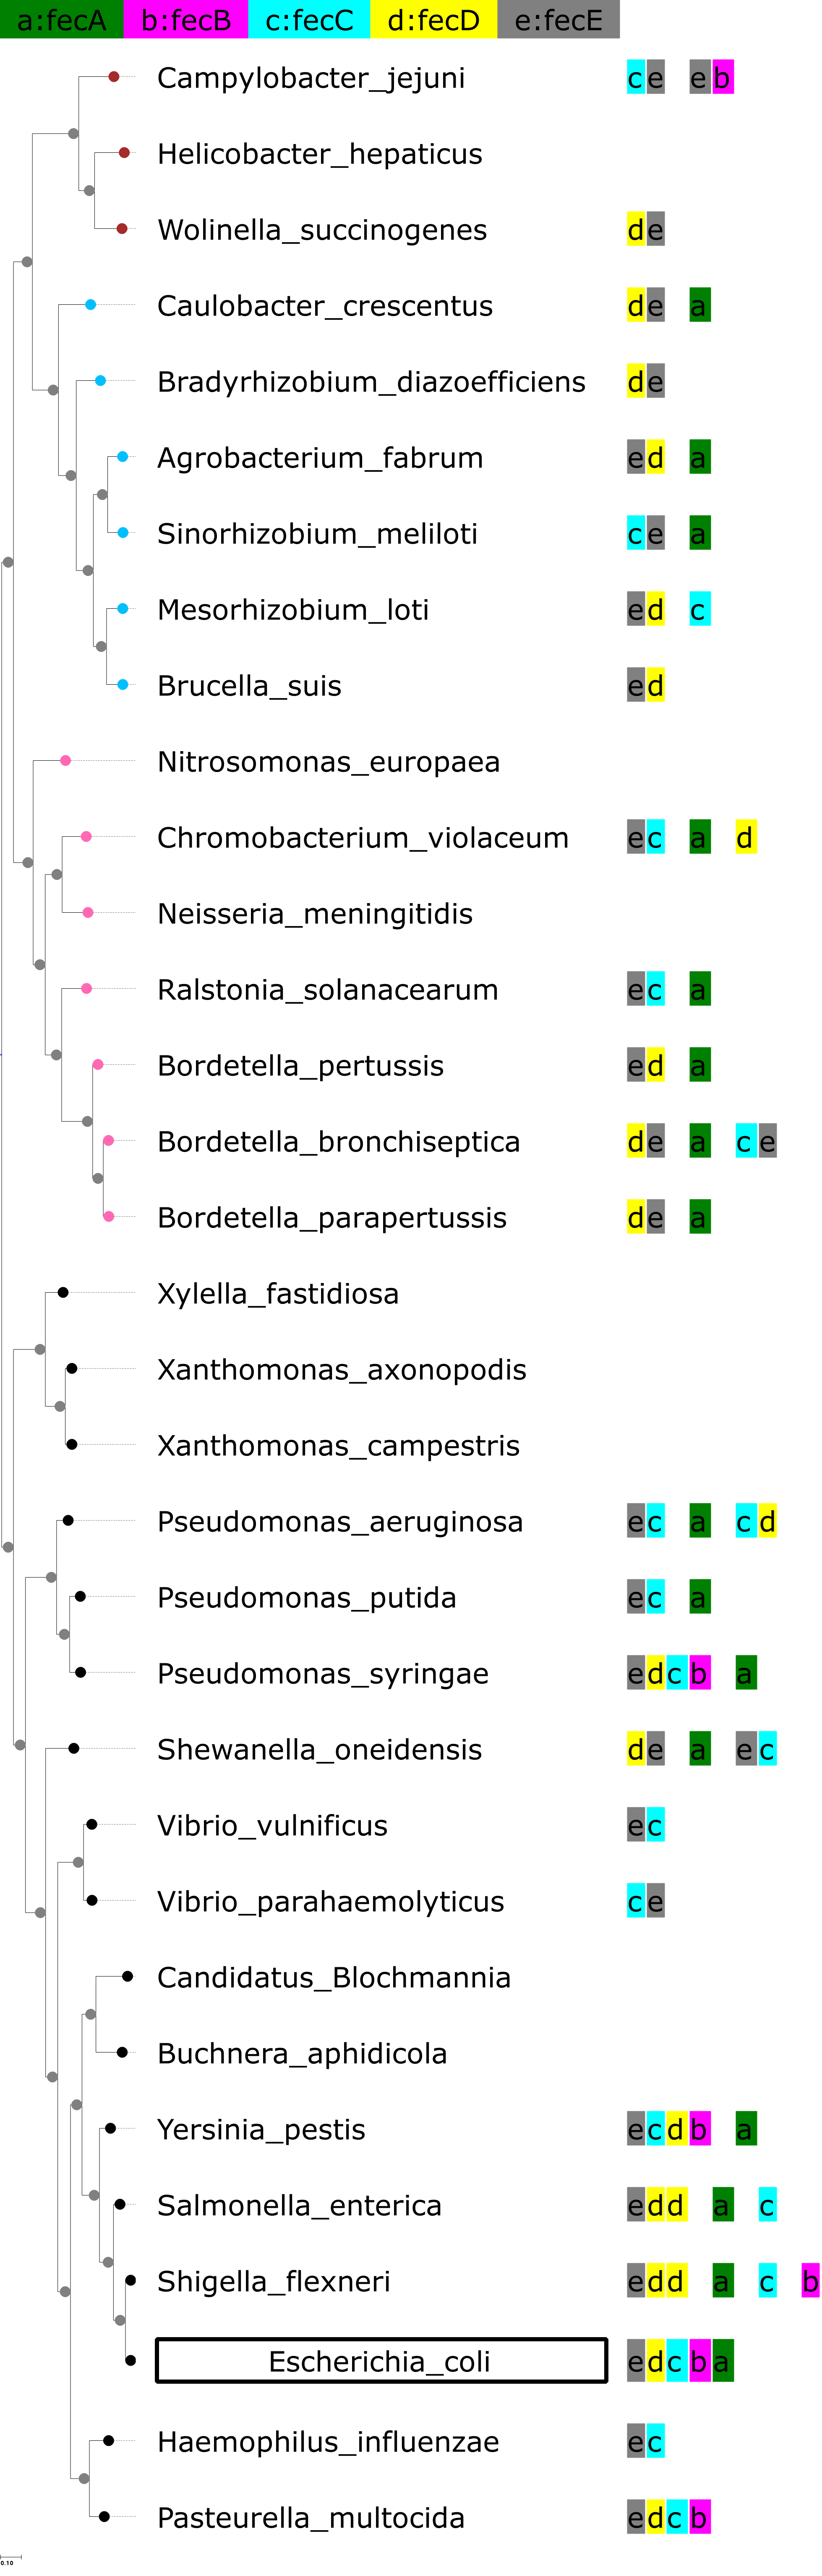 a:fecA b:fecB c:fecC d:fecD e:fecE
Campylobacter_jejuni c e e b
Helicobacter_hepaticus
Wolinella_succinogenes d e
Caulobacter_crescentus d e a
Bradyrhizobium_diazoefficiens d e
Agrobacterium_fabrum e d a
Sinorhizobium_meliloti c e a
Mesorhizobium_loti e d c
Brucella_suis e d
Nitrosomonas_europaea
Chromobacterium_violaceum e c a d
Neisseria_meningitidis
Ralstonia_solanacearum e c a
Bordetella_pertussis e d a
Bordetella_bronchiseptica d e a c e
Bordetella_parapertussis d e a
Xylella_fastidiosa
Xanthomonas_axonopodis
Xanthomonas_campestris
Pseudomonas_aeruginosa e c a c d
Pseudomonas_putida e c a
Pseudomonas_syringae e d c b a
Shewanella_oneidensis d e a e c
Vibrio_vulnificus e c
Vibrio_parahaemolyticus c e
Candidatus_Blochmannia
Buchnera_aphidicola
Yersinia_pestis e c d b a
Salmonella_enterica e d d a c
Shigella_flexneri e d d a c b
Escherichia_coli e d c b a
Haemophilus_influenzae e c
Pasteurella_multocida e d c b
0.10